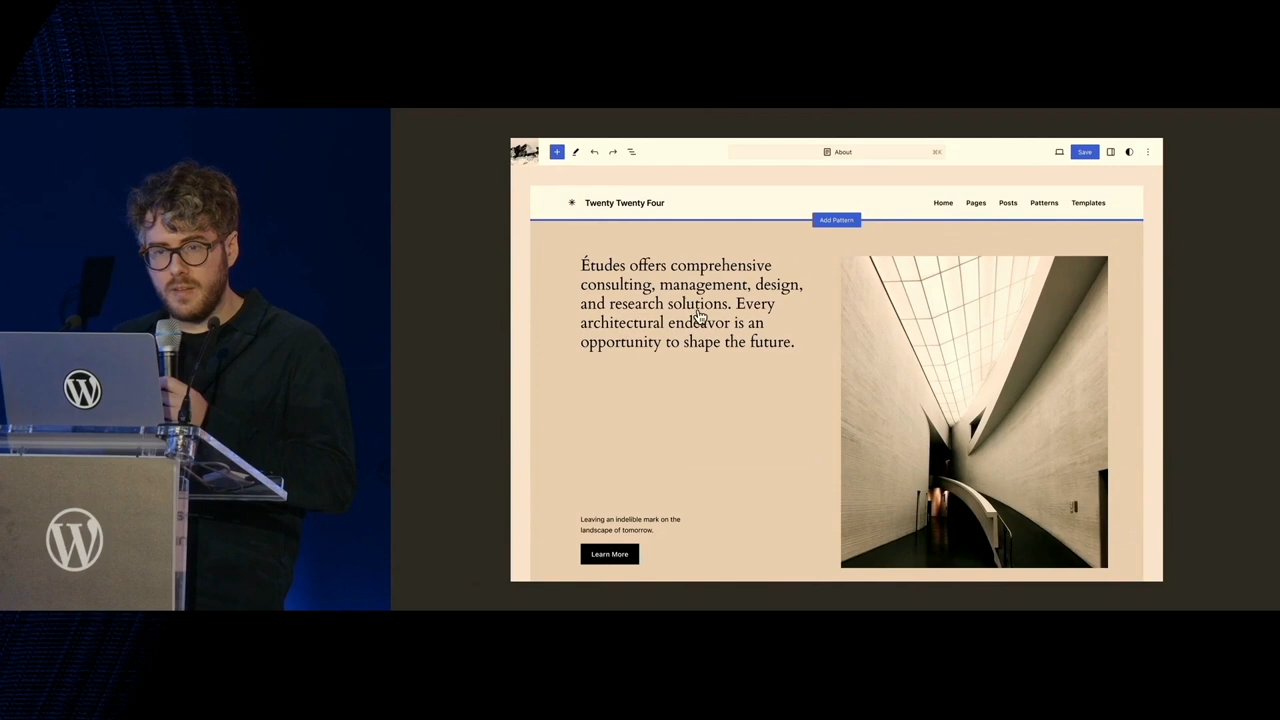 About
⌘K
Save
Twenty Twenty Four
Home
Pages
Posts
Patterns
Templates
Add Pattern
Études offers comprehensive
consulting, management, design,
and research solutions. Every
architectural endeavor is an
opportunity to shape the future.
Leaving an indelible mark on the
landscape of tomorrow.
Learn More
W
W